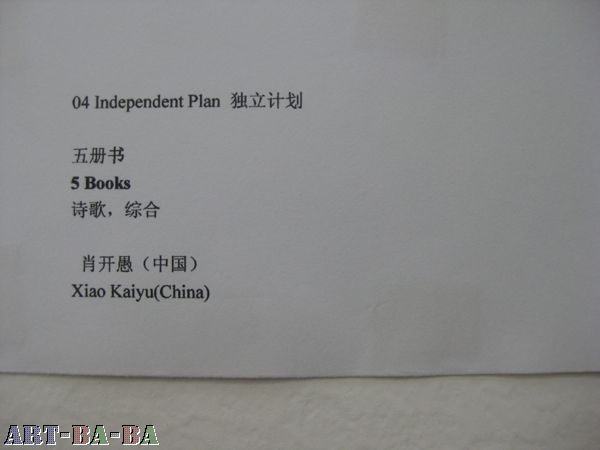 04 Independent Plan 独立计划
五册书
5 Books
诗歌，综合
肖开愚（中国）
Xiao Kaiyu(China)
ART-BA-BA